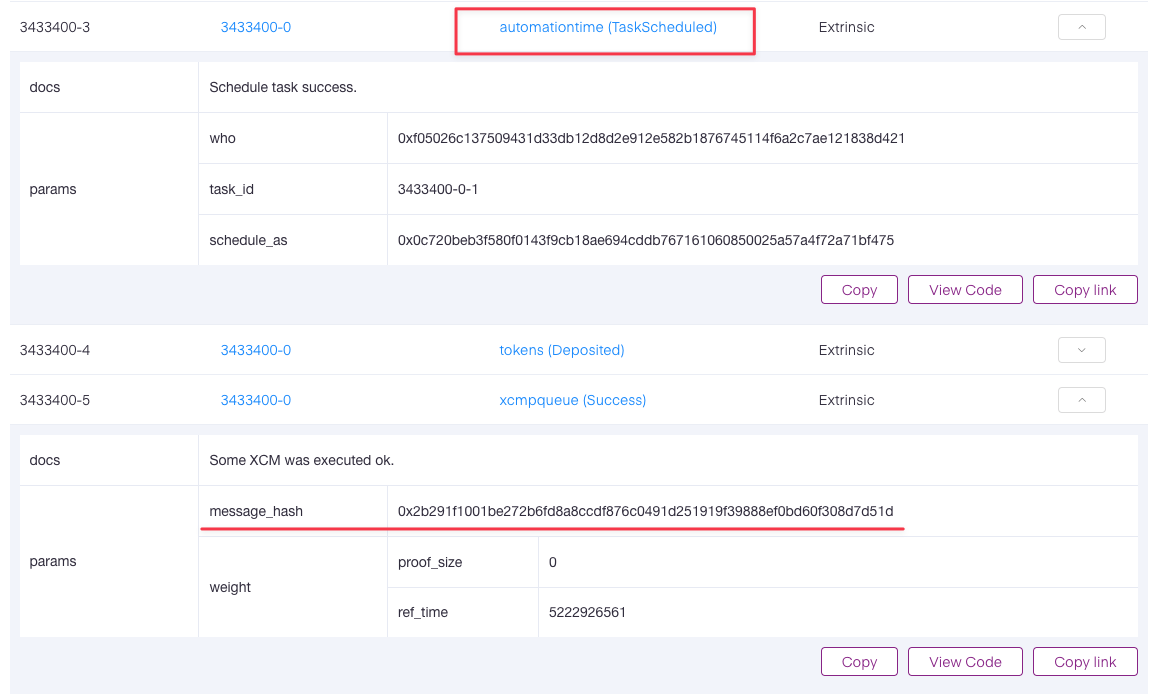 3433400-3 3433400-0 automationtime (TaskScheduled) Extrinsic
docs Schedule task success.
who 0xf05026c137509431d33db12d8d2e912e582b1876745114f6a2c7ae121838d421
params task_id 3433400-0-1
schedule_as 0x0c720beb3f580f0143f9cb18ae694cddb767161060850025a57a4f72a71bf475
Copy View Code Copy link
3433400-4 3433400-0 tokens (Deposited) Extrinsic
3433400-5 3433400-0 xcmpqueue (Success) Extrinsic
docs Some XCM was executed ok.
message_hash 0x2b291f1001be272b6fd8a8ccdf876c0491d251919f39888ef0bd60f308d7d51d
params proof_size 0
weight
ref_time 5222926561
Copy View Code Copy link